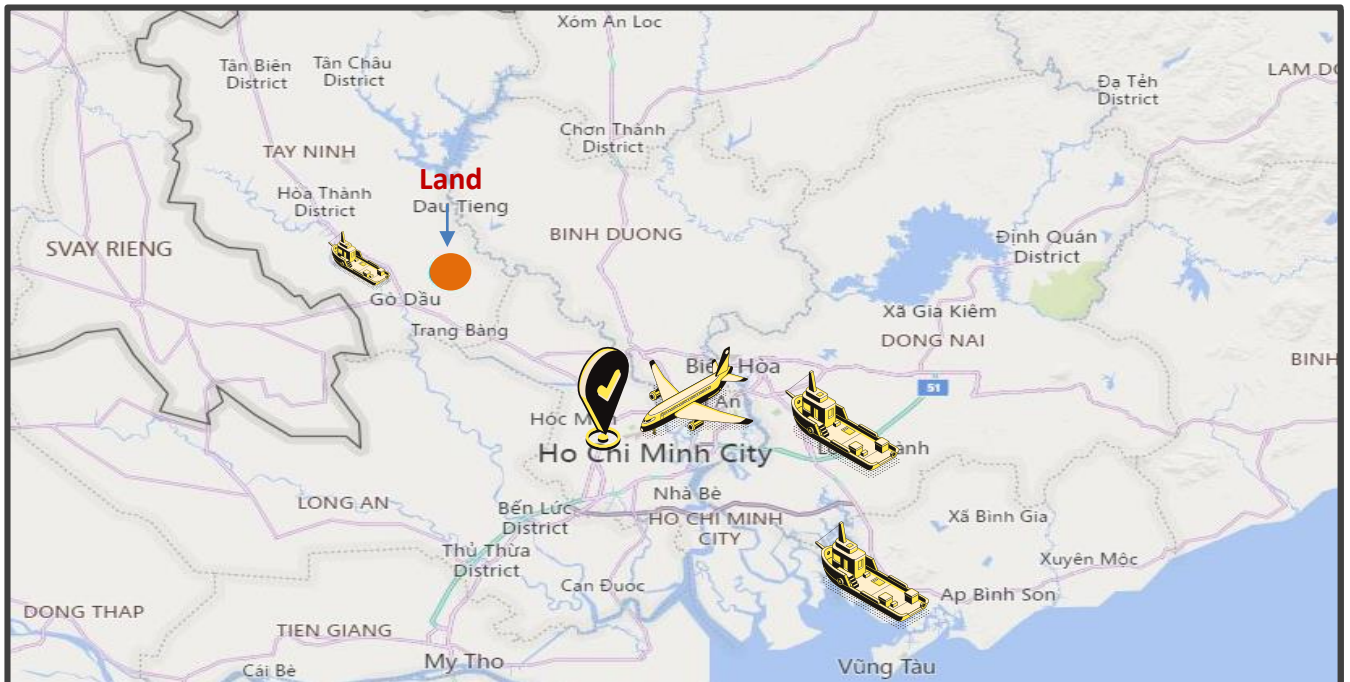 Xóm An Loc
Tân Biên
District
Tân Châu
District
Đạ Tẻh
District
LAM DO
Chơn Thành
District
TAY NINH
Land
Hòa Thành
District
Dau Tieng
SVAY RIENG
BINH DUONG
Định Quán
District
Gò Dầu
Trang Bàng
Xã Gia Kiêm
DONG NAI
BINH
Biên Hòa
51
An
Hóc M
Ho Chi Minh City
ành
LONG AN
Bến Lức
District
Nhà Bè
HO CHI MINH
CITY
Xã Bình Gia
Thủ Thừa
District
Xuyên Mộc
Cần Đuoc
Ap Bình Son
DONG THAP
TIEN GIANG
My Tho
Cái Bè
Vũng Tàu